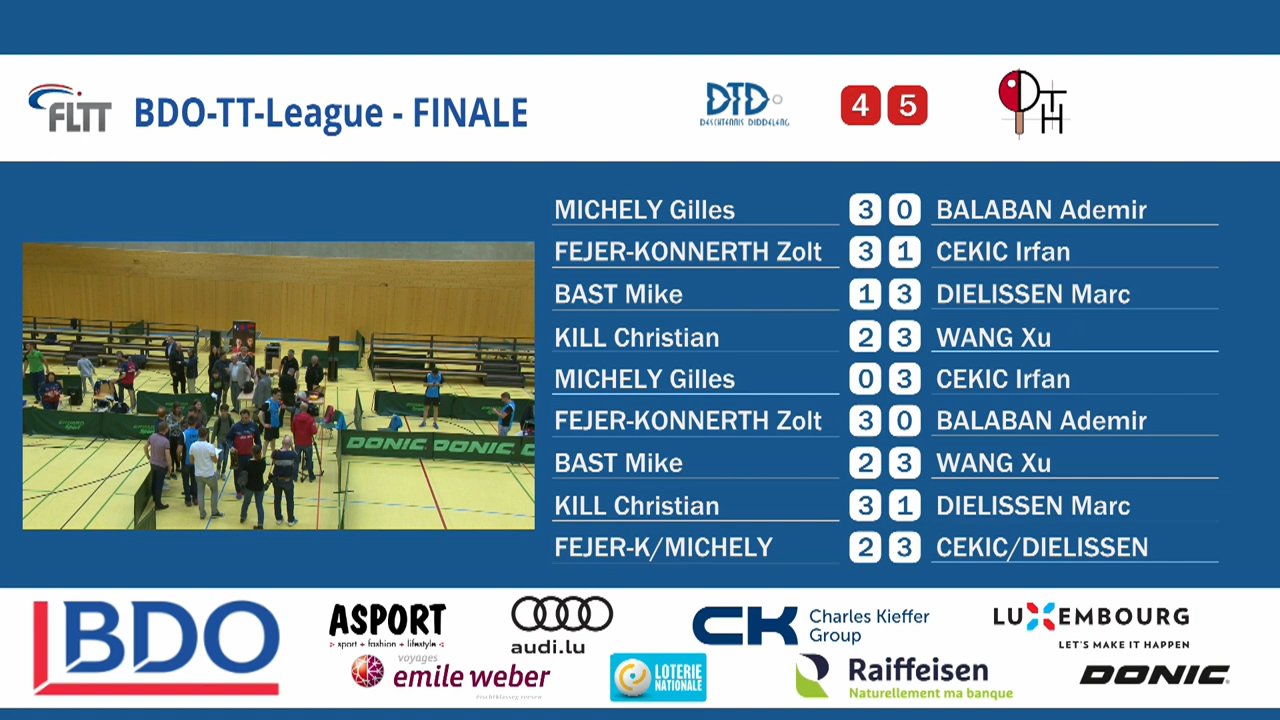 FLTT
BDO-TT-League - FINALE
DTD
DESCHTENNIS DIDDELENG
4 5
DTH
MICHELY Gilles 3 0 BALABAN Ademir
FEJER-KONNERTH Zolt 3 1 CEKIC Irfan
BAST Mike 1 3 DIELISSEN Marc
KILL Christian 2 3 WANG Xu
MICHELY Gilles 0 3 CEKIC Irfan
FEJER-KONNERTH Zolt 3 0 BALABAN Ademir
BAST Mike 2 3 WANG Xu
KILL Christian 3 1 DIELISSEN Marc
FEJER-K/MICHELY 2 3 CEKIC/DIELISSEN
DONIC DONIC
BDO
ASPORT
sport + fashion + lifestyle
audi.lu
CK Charles Kieffer
Group
LUXEMBOURG
LET'S MAKE IT HAPPEN
voyages
emile weber
LOTERIE
NATIONALE
Raiffeisen
Naturellement ma banque
DONIC